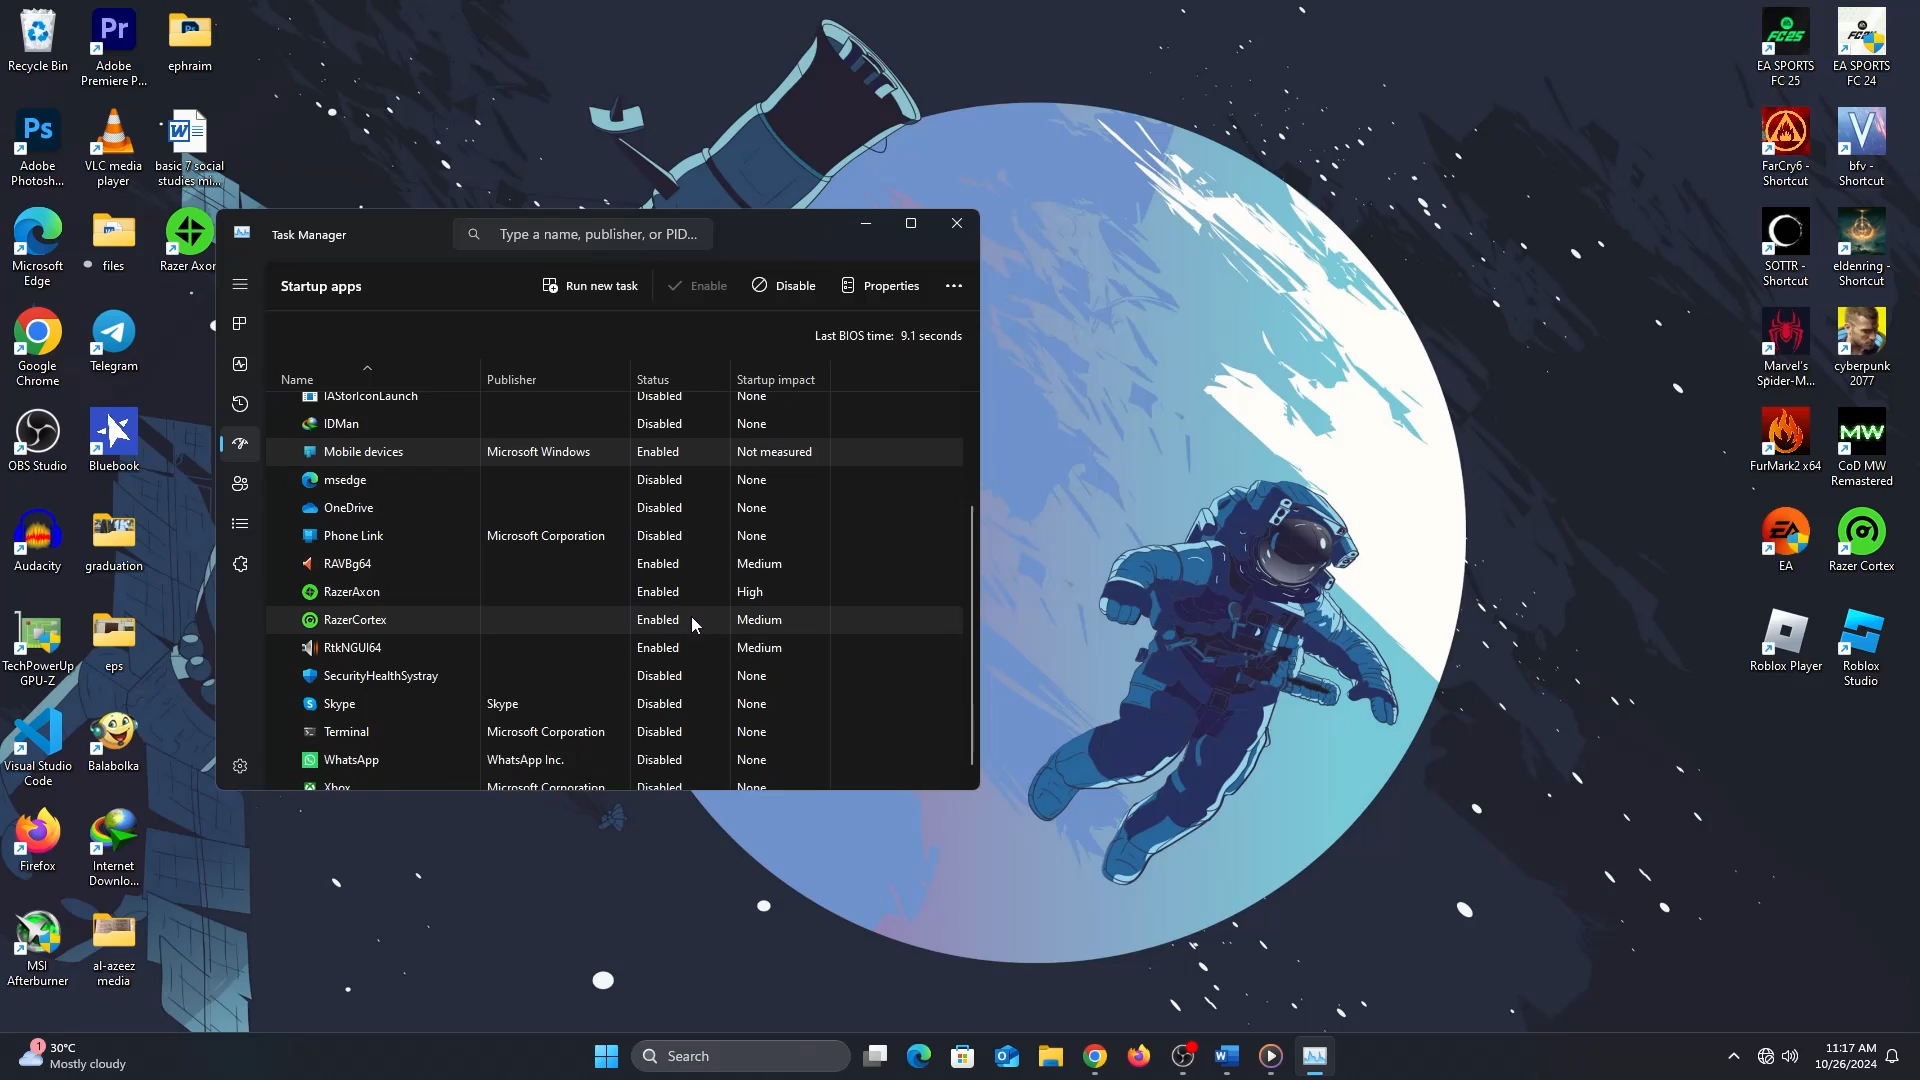 Recycle Bin
Adobe
Premiere P...
ephraim
Adobe
Photosh...
VLC media
player
basic 7 social
studies mi...
Microsoft
Edge
files
Razer Axon
Google
Chrome
Telegram
OBS Studio
Bluebook
Audacity
graduation
TechPowerUp
GPU-Z
eps
Visual Studio
Code
Balabolka
Firefox
Internet
Downlo...
MSI
Afterburner
al-azeez
media
Task Manager
Type a name, publisher, or PID...
Startup apps
Run new task
Enable
Disable
Properties
Last BIOS time: 9.1 seconds
Name Publisher Status Startup impact
IAStorIconLaunch Disabled None
IDMan Disabled None
Mobile devices Microsoft Windows Enabled Not measured
msedge Disabled None
OneDrive Disabled None
Phone Link Microsoft Corporation Disabled None
RAVBg64 Enabled Medium
RazerAxon Enabled High
RazerCortex Enabled Medium
RtkNGUI64 Enabled Medium
SecurityHealthSystray Disabled None
Skype Skype Disabled None
Terminal Microsoft Corporation Disabled None
WhatsApp WhatsApp Inc. Disabled None
Xbox Microsoft Corporation Disabled None
EA SPORTS
FC 25
EA SPORTS
FC 24
FarCry6 -
Shortcut
bfv -
Shortcut
SOTTR -
Shortcut
eldenring -
Shortcut
Marvel's
Spider-M...
cyberpunk
2077
FurMark2 x64
MW
CoD MW
Remastered
EA
Razer Cortex
Roblox Player
Roblox
Studio
1
30°C
Mostly cloudy
Search
11:17 AM
10/26/2024